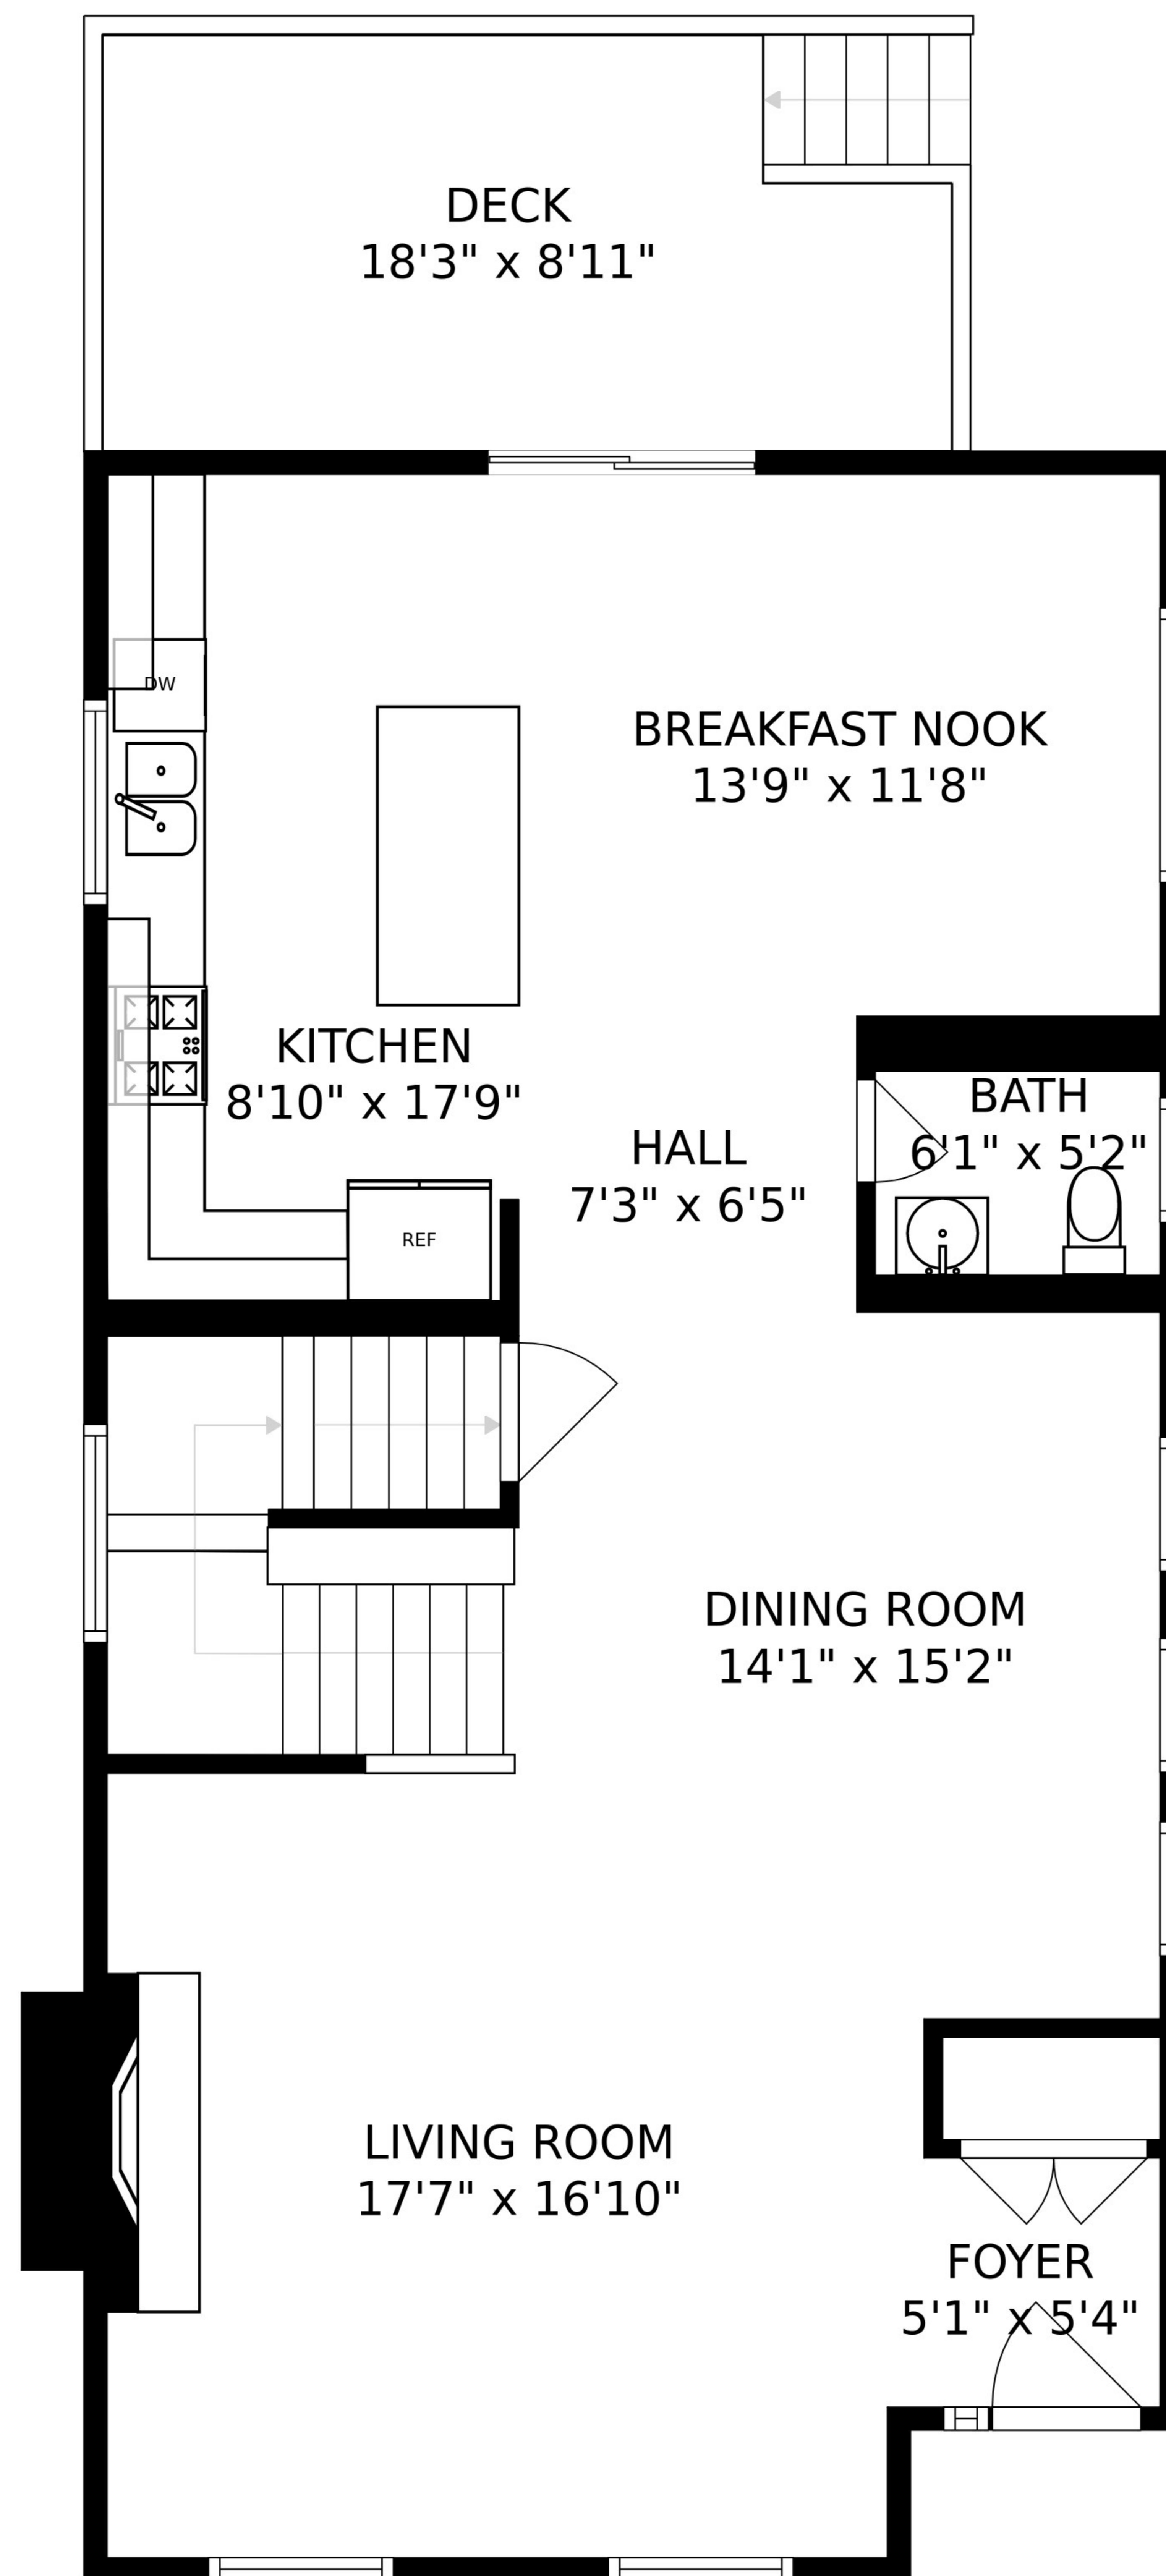 DECK
18'3" x 8'11"
DW
BREAKFAST NOOK
13'9" x 11'8"
KITCHEN
8'10" x 17'9"
BATH
6'1" x 5'2"
HALL
7'3" x 6'5"
REF
DINING ROOM
14'1" x 15'2"
LIVING ROOM
17'7" x 16'10"
FOYER
5'1" x 5'4"